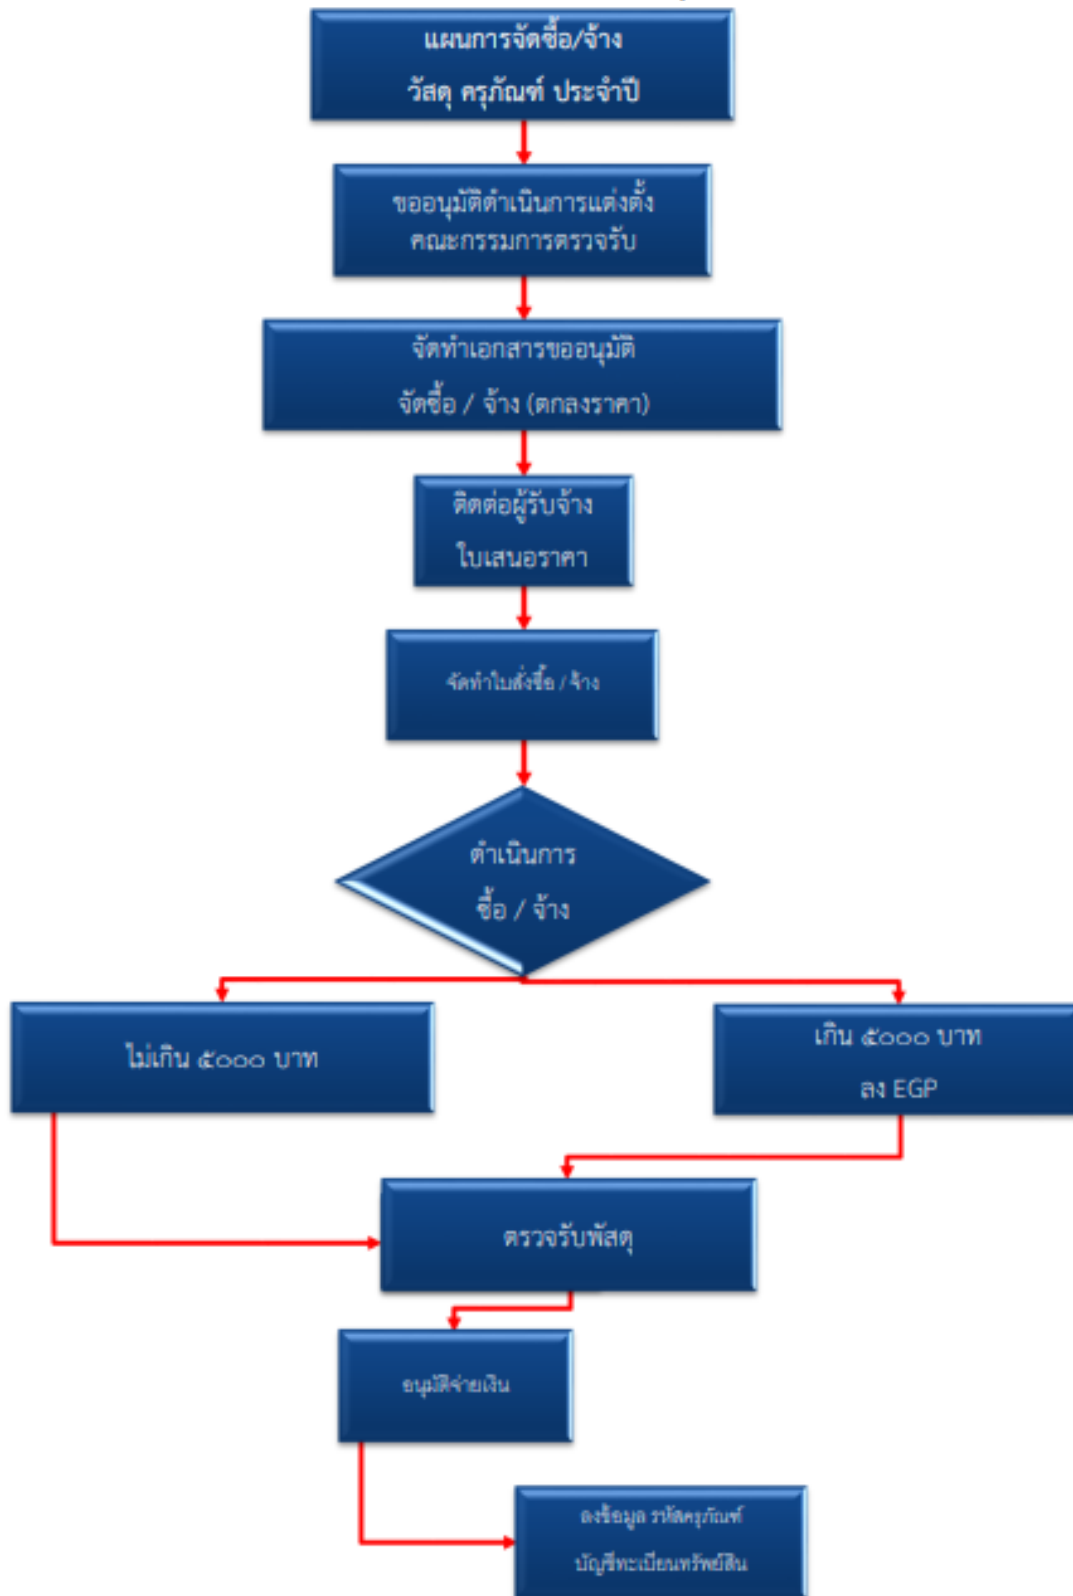 แผนการจัดซื้อ/จ้าง
วัสดุ ครุภัณฑ์ ประจำปี
ขออนุมัติดำเนินการแต่งตั้ง
คณะกรรมการตรวจรับ
จัดทำเอกสารขออนุมัติ
จัดซื้อ / จ้าง (ตกลงราคา)
ติดต่อผู้รับจ้าง
ใบเสนอราคา
จัดทำใบสั่งซื้อ / จ้าง
ดำเนินการ
ซื้อ / จ้าง
ไม่เกิน ๕๐๐๐ บาท
เกิน ๕๐๐๐ บาท
ลง EGP
ตรวจรับพัสดุ
อนุมัติจ่ายเงิน
ลงข้อมูล รหัสครุภัณฑ์
บัญชีทะเบียนทรัพย์สิน